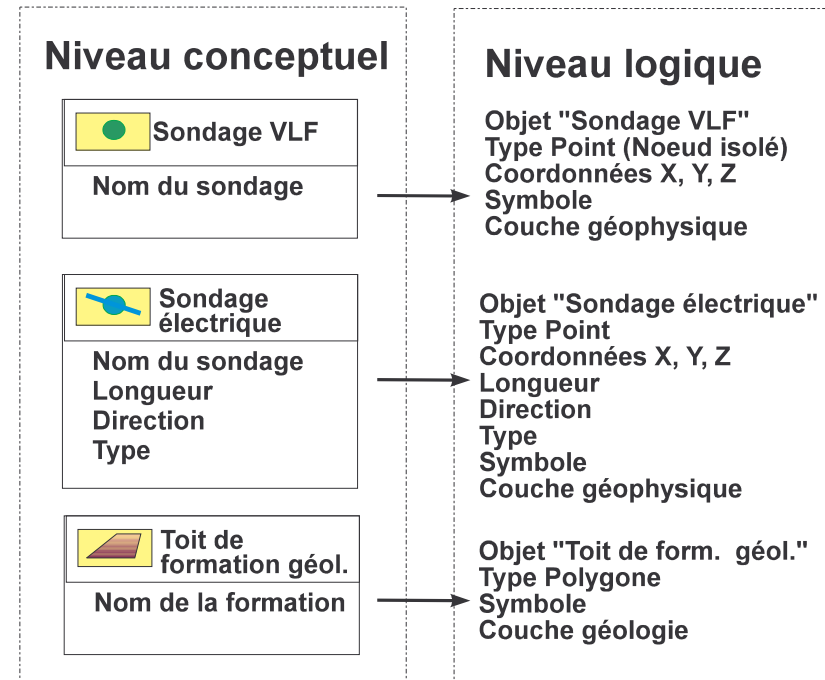 Niveau conceptuel
Sondage VLF
Nom du sondage
Sondage
électrique
Nom du sondage
Longueur
Direction
Type
Toit de
formation géol.
Nom de la formation
Niveau logique
Objet "Sondage VLF"
Type Point (Noeud isolé)
Coordonnées X, Y, Z
Symbole
Couche géophysique
Objet "Sondage électrique"
Type Point
Coordonnées X, Y, Z
Longueur
Direction
Type
Symbole
Couche géophysique
Objet "Toit de form. géol."
Type Polygone
Symbole
Couche géologie